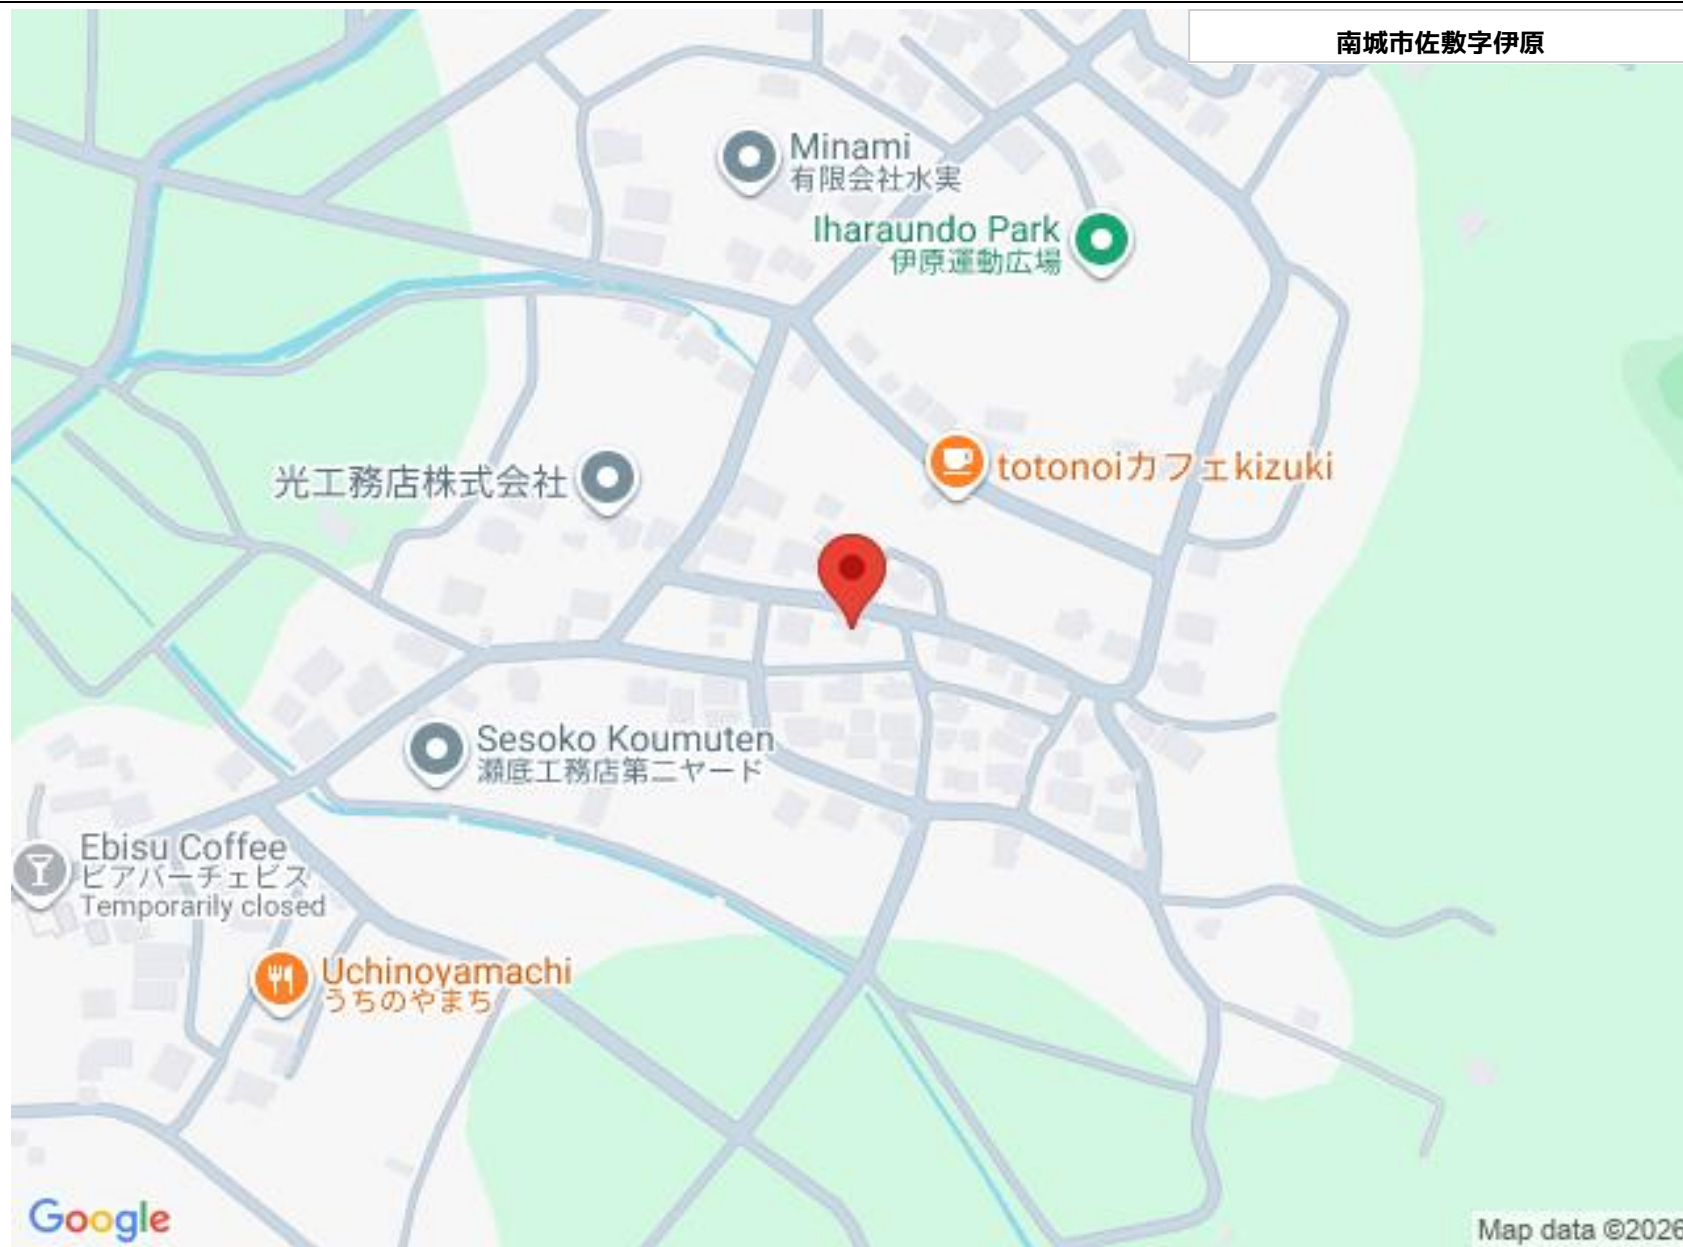 南城市佐敷字伊原
Minami
有限会社水実
Iharaundo Park
伊原運動広場
totonoiカフェkizuki
光工務店株式会社
Sesoko Koumuten
瀬底工務店第二ヤード
Ebisu Coffee
ビアバーチェビス
Temporarily closed
Uchinoyamachi
うちのやまち
Google
Map data ©2026